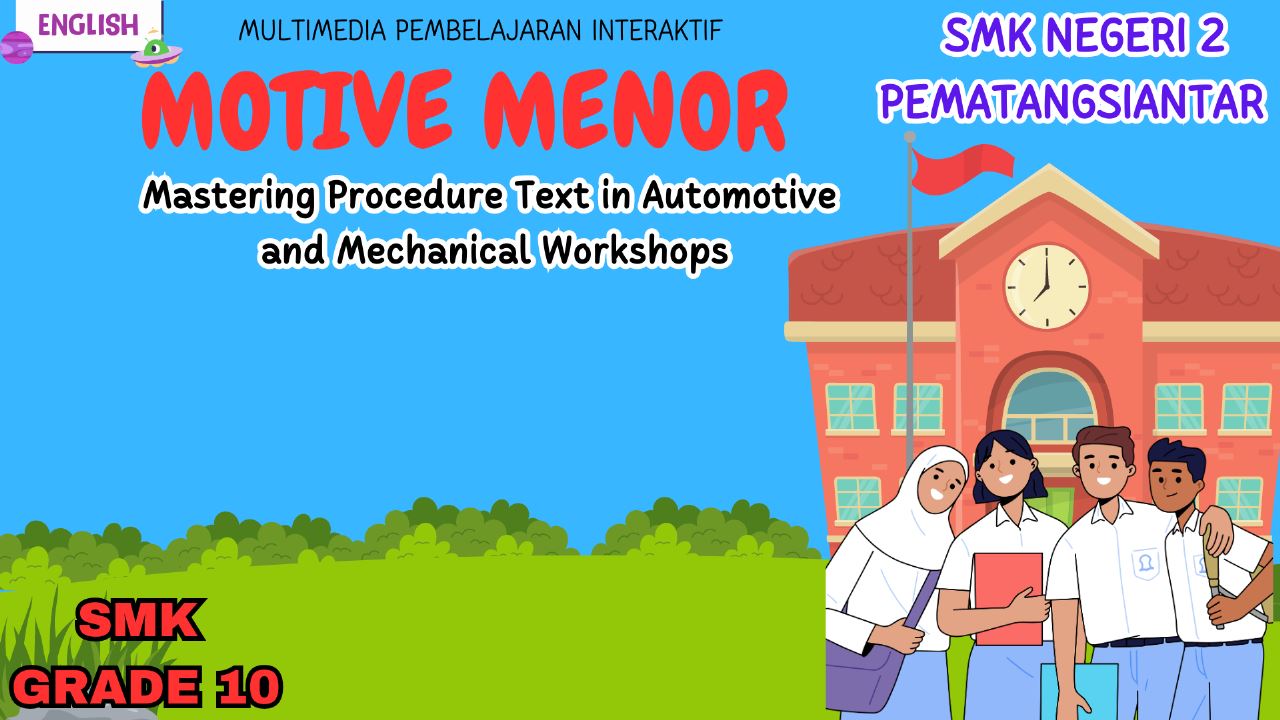 ENGLISH
MULTIMEDIA PEMBELAJARAN INTERAKTIF
MOTIVE MENOR
Mastering Procedure Text in Automotive
and Mechanical Workshops
SMK NEGERI 2
PEMATANGSIANTAR
SMK
GRADE 10